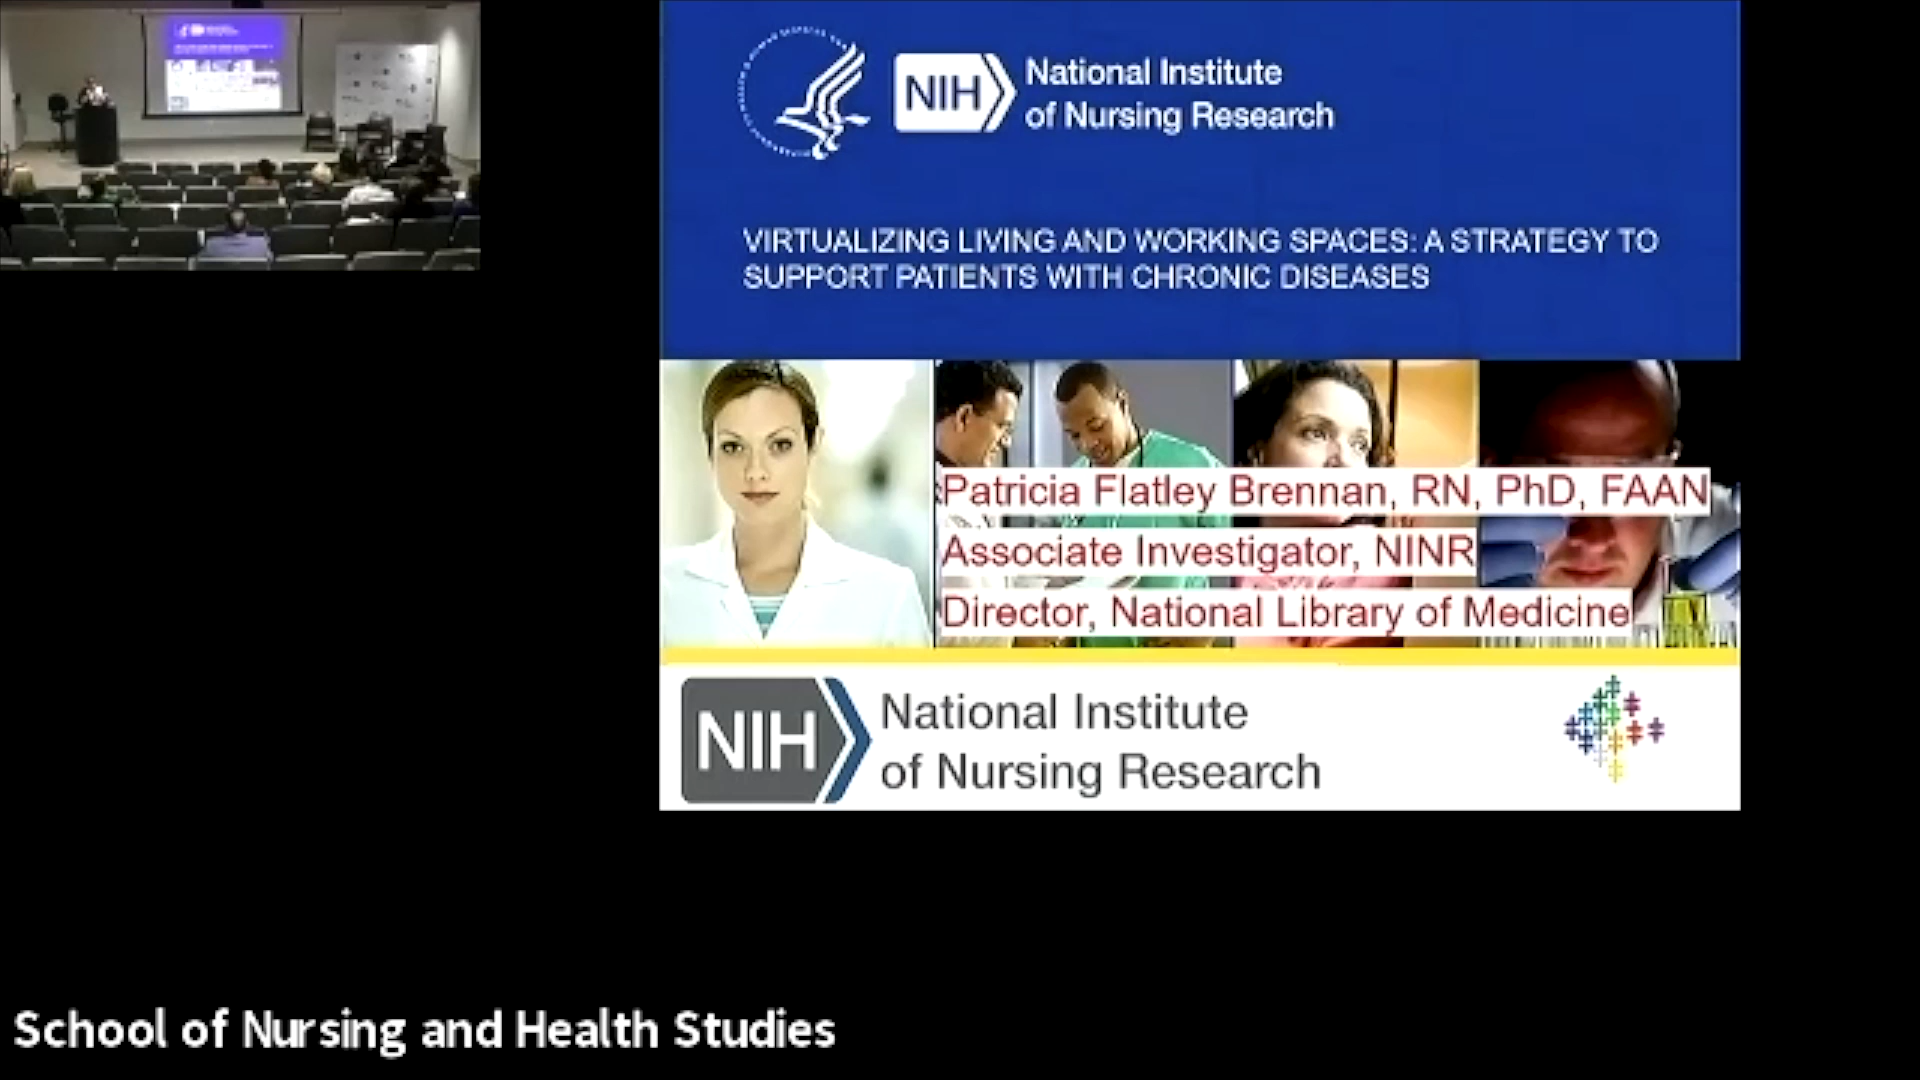 NIH
National Institute
of Nursing Research
VIRTUALIZING LIVING AND WORKING SPACES: A STRATEGY TO
SUPPORT PATIENTS WITH CHRONIC DISEASES
Patricia Flatley Brennan, RN, PhD, FAAN
Associate Investigator, NINR
Director, National Library of Medicine
NIH
National Institute
of Nursing Research
School of Nursing and Health Studies